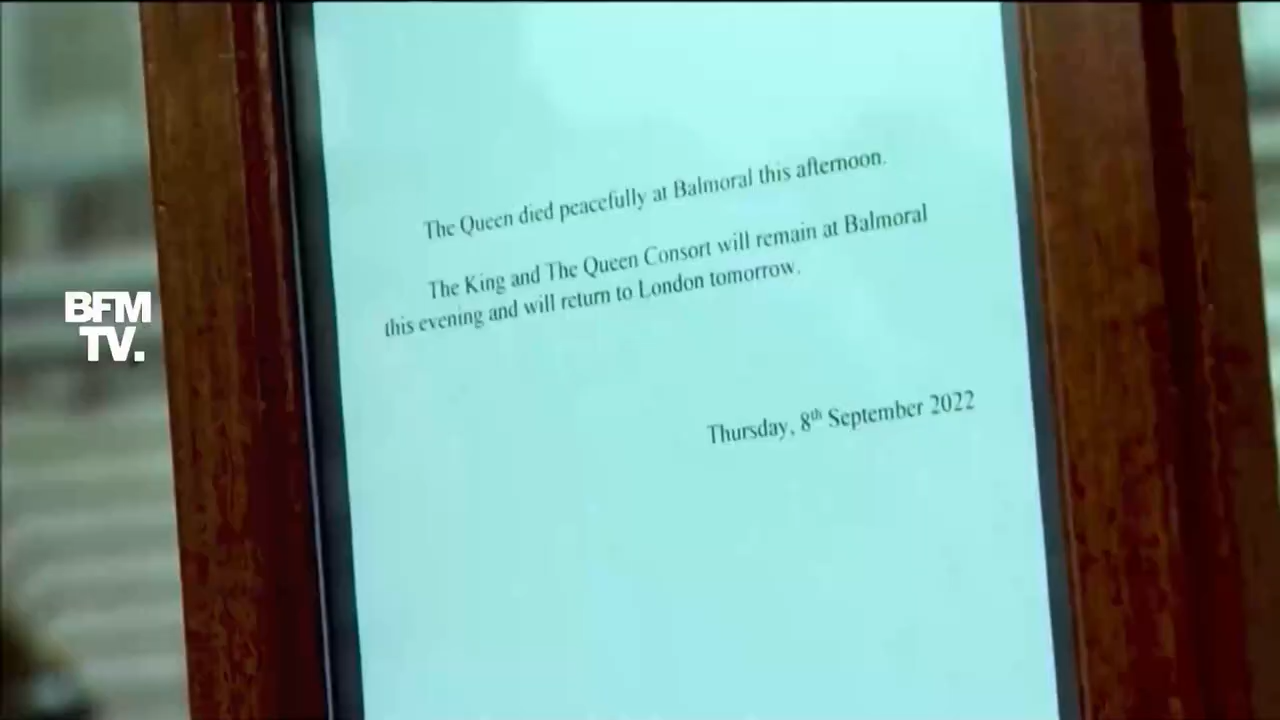 The Queen died peacefully at Balmoral this afternoon.
The King and The Queen Consort will remain at Balmoral
this evening and will return to London tomorrow.
Thursday, 8th September 2022
BFM
TV.